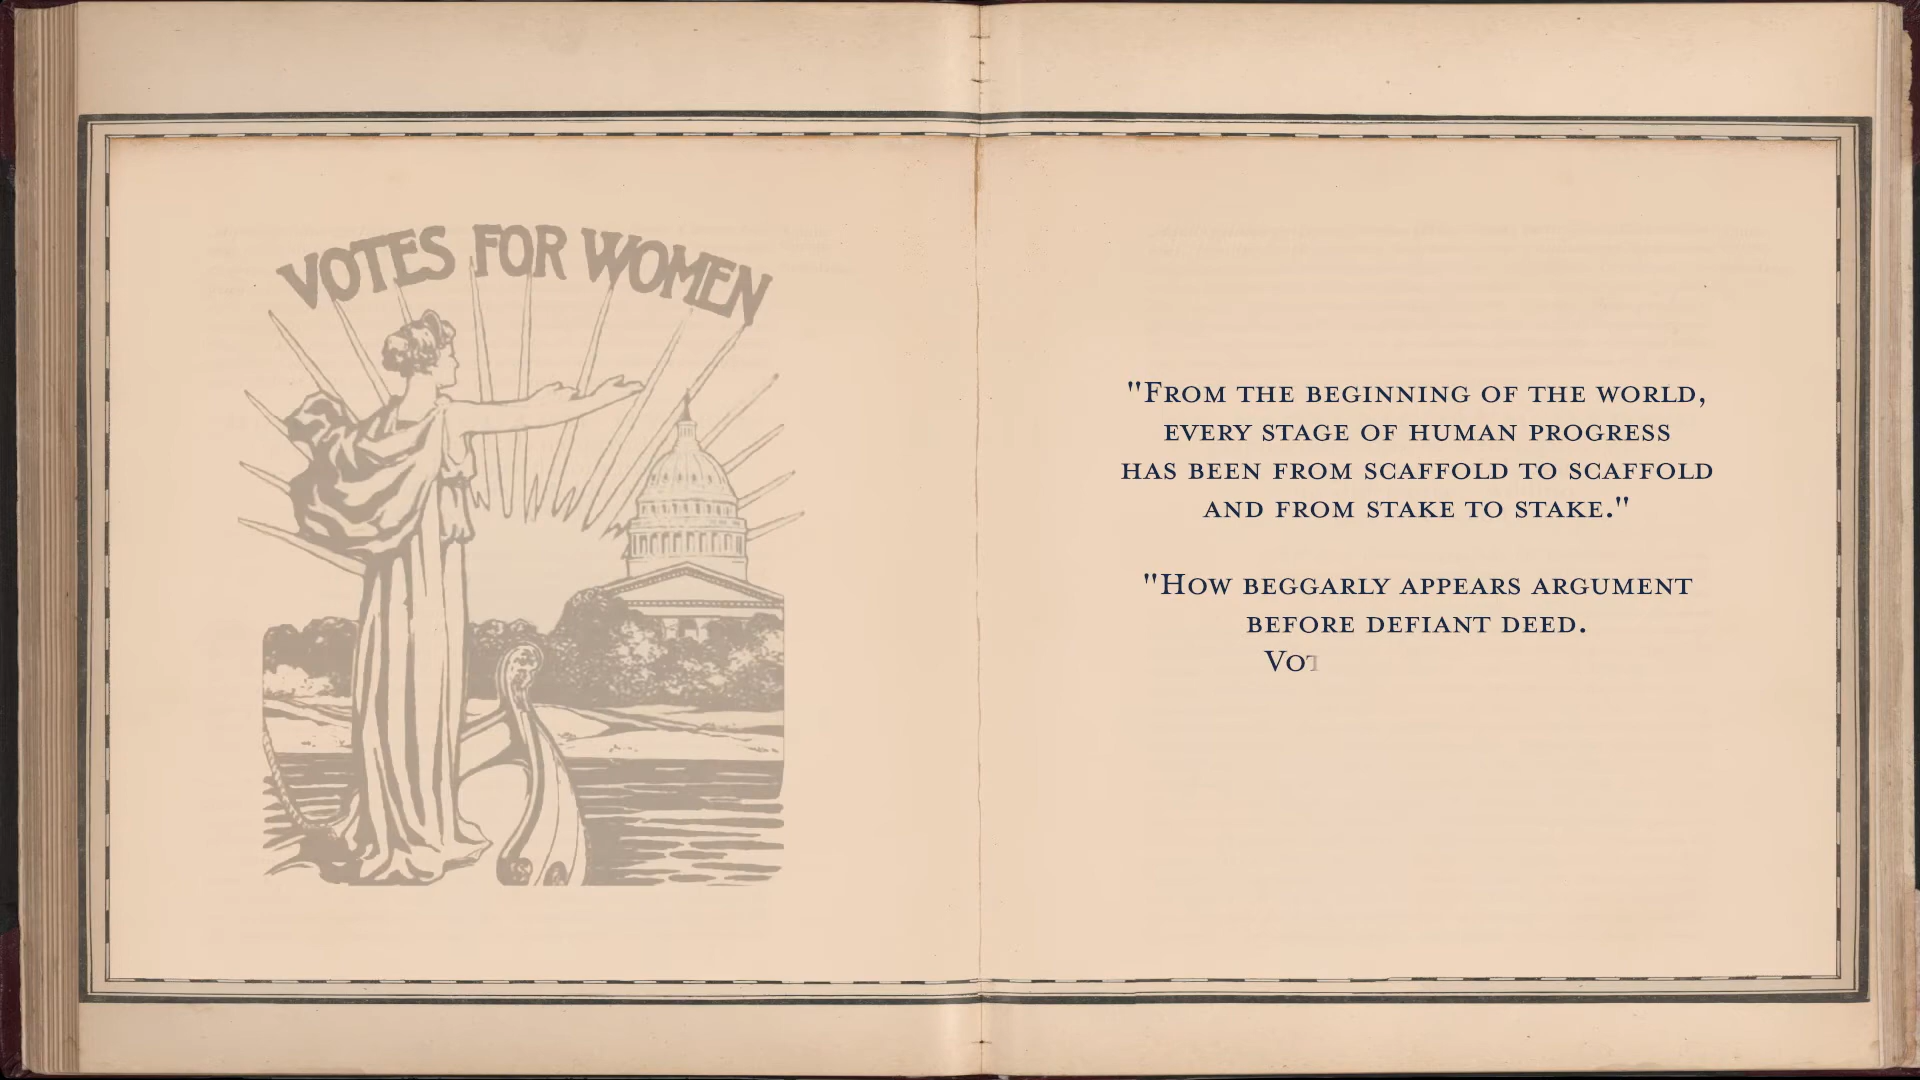 VOTES FOR WOMEN
"From the beginning of the world,
every stage of human progress
has been from scaffold to scaffold
and from stake to stake."
"How beggarly appears argument
before defiant deed.
Vot